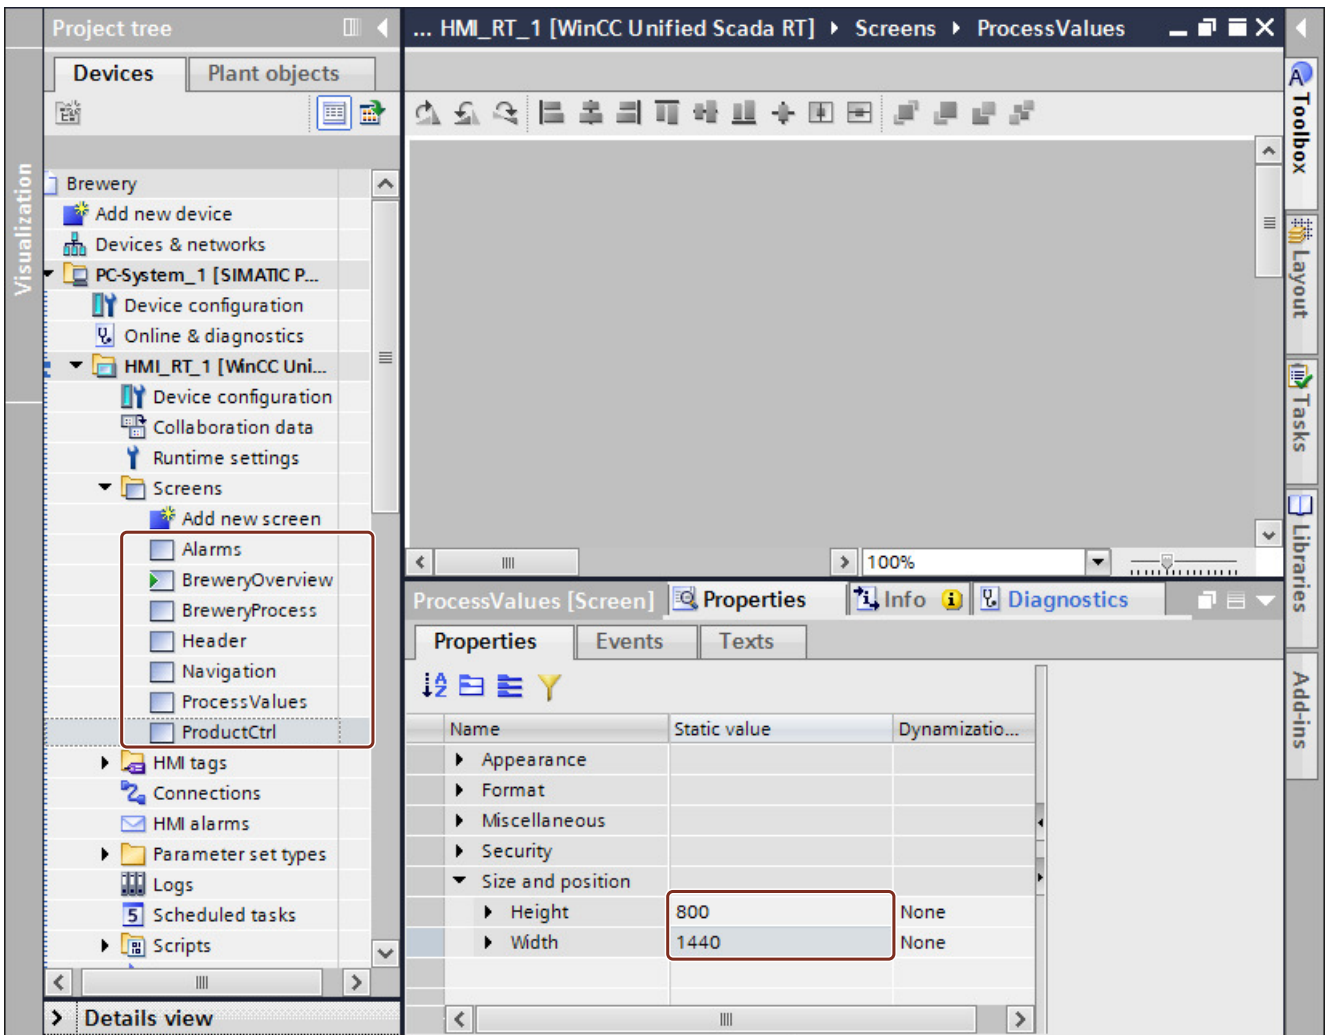 Project tree
... HMI_RT_1 [WinCC Unified Scada RT] Screens ProcessValues
Devices
Plant objects
Visualization
Brewery
Add new device
Devices & networks
PC-System_1 [SIMATIC P...
Device configuration
Online & diagnostics
HMI_RT_1 [WinCC Uni...
Device configuration
Collaboration data
Runtime settings
Screens
Add new screen
Alarms
BreweryOverview
BreweryProcess
Header
Navigation
ProcessValues
ProductCtrl
HMI tags
Connections
HMI alarms
Parameter set types
Logs
Scheduled tasks
Scripts
Details view
100%
ProcessValues [Screen]
Properties
Info
Diagnostics
Properties
Events
Texts
Name Static value Dynamizatio...
Appearance
Format
Miscellaneous
Security
Size and position
Height 800 None
Width 1440 None
Toolbox
Layout
Tasks
Libraries
Add-ins